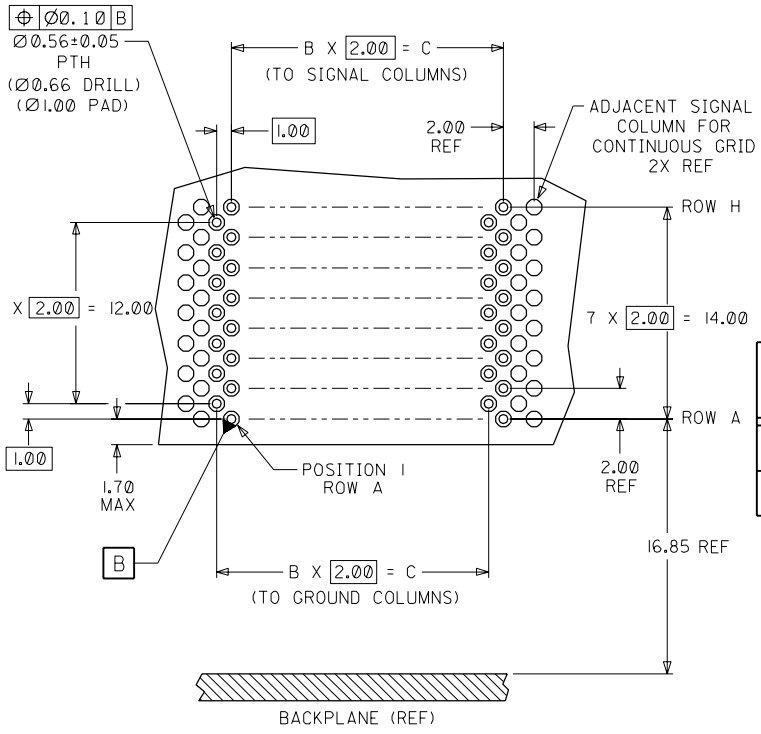 ⌖ Ø0.10 B
Ø0.56±0.05
PTH
(Ø0.66 DRILL)
(Ø1.00 PAD)
B X 2.00 = C
(TO SIGNAL COLUMNS)
1.00
2.00
REF
ADJACENT SIGNAL
COLUMN FOR
CONTINUOUS GRID
2X REF
ROW H
X 2.00 = 12.00
7 X 2.00 = 14.00
ROW A
1.00
1.70
MAX
POSITION 1
ROW A
2.00
REF
B
B X 2.00 = C
(TO GROUND COLUMNS)
16.85 REF
BACKPLANE (REF)